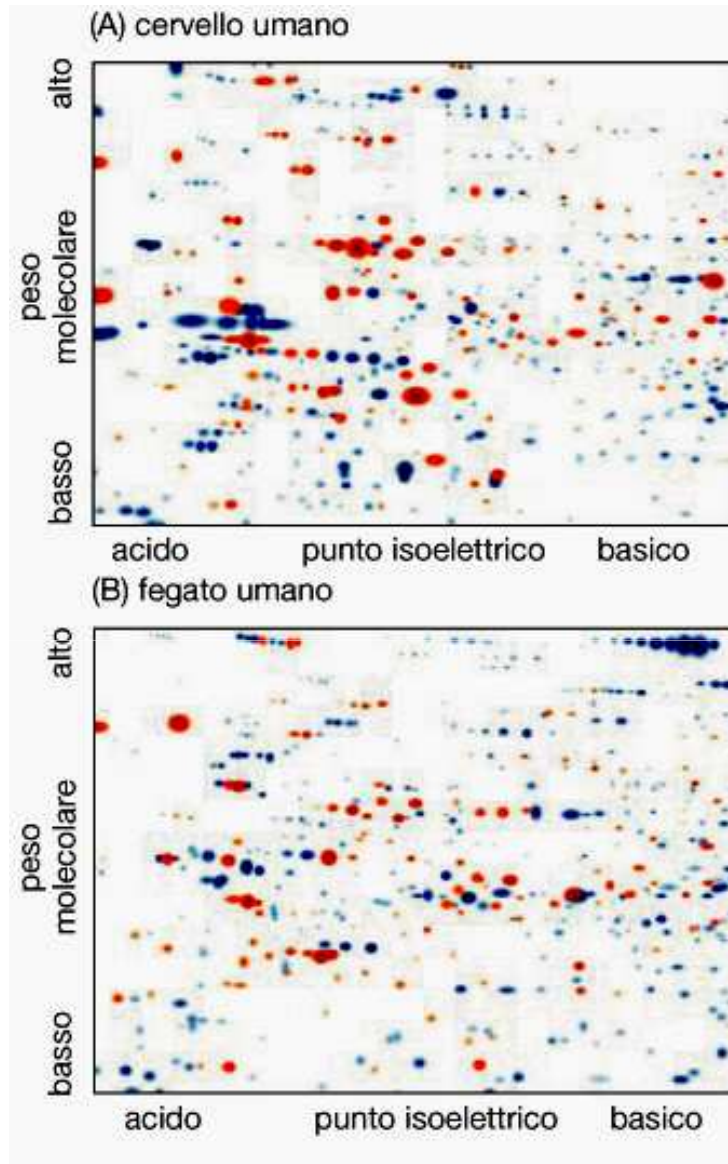 (A) cervello umano
alto
peso
molecolare
basso
acido punto isoelettrico basico
(B) fegato umano
alto
peso
molecolare
basso
acido punto isoelettrico basico